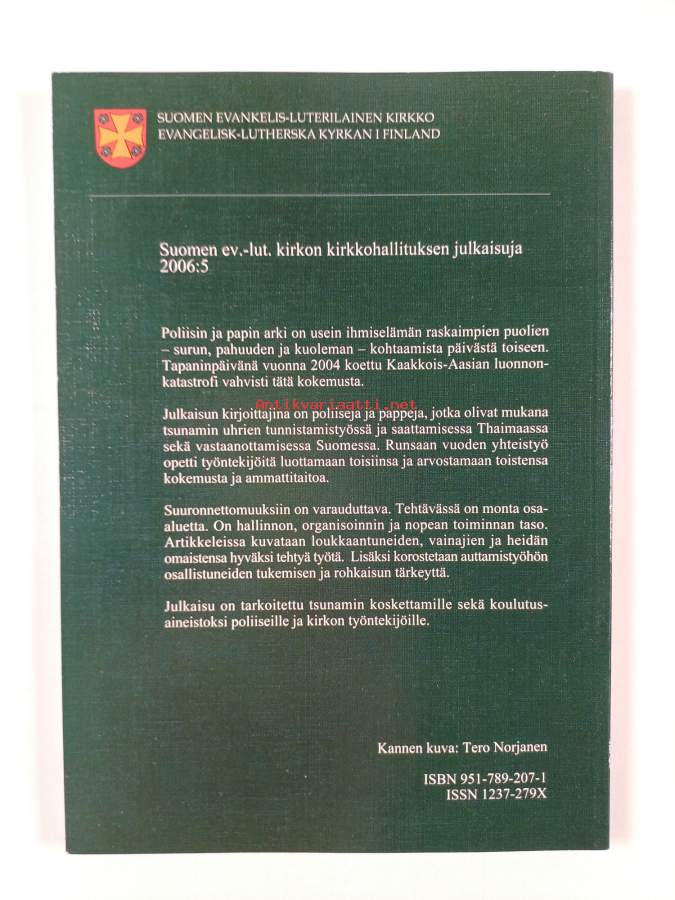 SUOMEN EVANKELIS-LUTERILAINEN KIRKKO
EVANGELISK-LUTHERSKA KYRKAN I FINLAND
Suomen ev.-lut. kirkon kirkkohallituksen julkaisuja
2006:5
Poliisin ja papin arki on usein ihmiselämän raskaimpien puolien
– surun, pahuuden ja kuoleman – kohtaamista päivästä toiseen.
Tapaninpäivänä vuonna 2004 koettu Kaakkois-Aasian luonnon-
katastrofi vahvisti tätä kokemusta.
Antikvariaatti.net
Julkaisun kirjoittajina on poliiseja ja pappeja, jotka olivat mukana
tsunamin uhrien tunnistamistyössä ja saattamisessa Thaimaassa
sekä vastaanottamisessa Suomessa. Runsaan vuoden yhteistyö
opetti työntekijöitä luottamaan toisiinsa ja arvostamaan toistensa
kokemusta ja ammattitaitoa.
Suuronnettomuuksiin on varauduttava. Tehtävässä on monta osa-
aluetta. On hallinnon, organisoinnin ja nopean toiminnan taso.
Artikkeleissa kuvataan loukkaantuneiden, vainajien ja heidän
omaistensa hyväksi tehtyä työtä. Lisäksi korostetaan auttamistyöhön
osallistuneiden tukemisen ja rohkaisun tärkeyttä.
Julkaisu on tarkoitettu tsunamin koskettamille sekä koulutus-
aineistoksi poliiseille ja kirkon työntekijöille.
Kannen kuva: Tero Norjanen
ISBN 951-789-207-1
ISSN 1237-279X